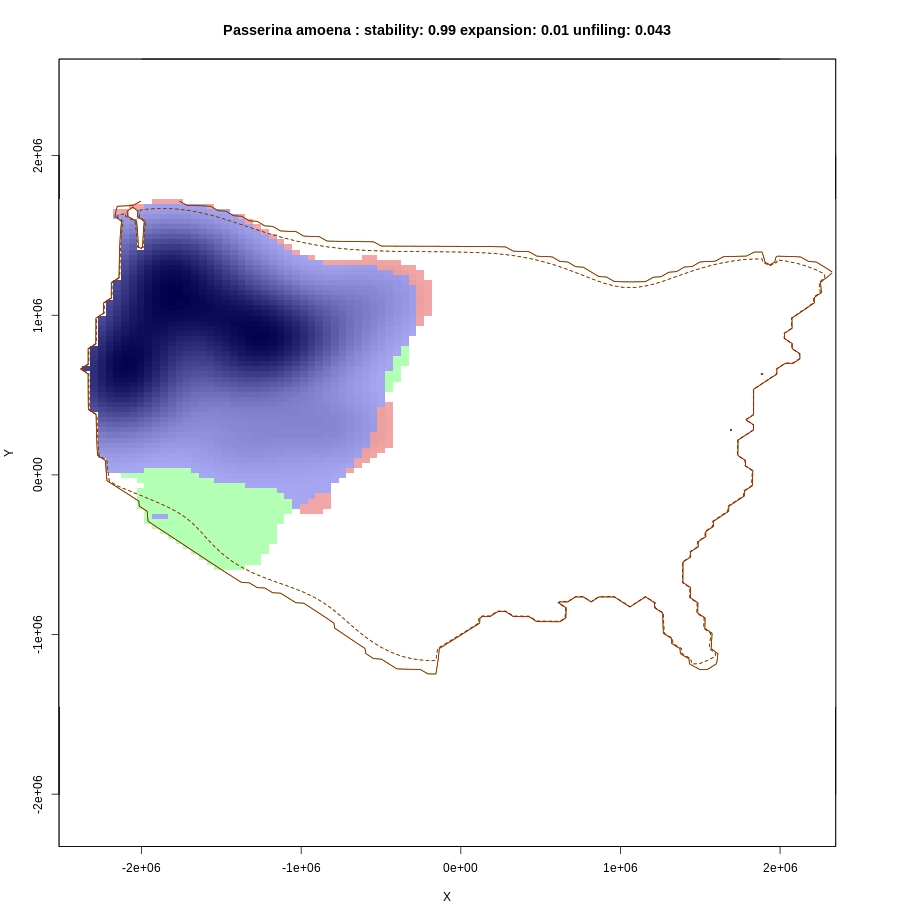 Passerina amoena : stability: 0.99 expansion: 0.01 unfiling: 0.043
2e+06
1e+06
0e+00
-1e+06
-2e+06
Y
-2e+06 -1e+06 0e+00 1e+06 2e+06
X